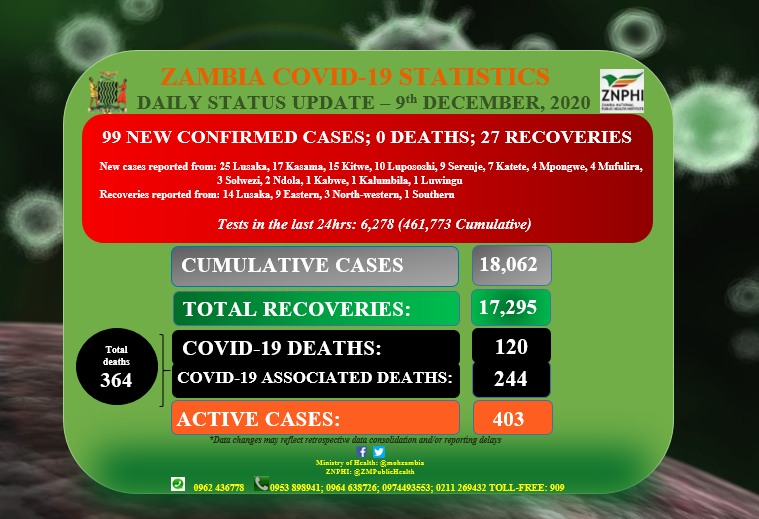 ZAMBIA COVID-19 STATISTICS
DAILY STATUS UPDATE – 9th DECEMBER, 2020
ZNPHI
ZAMBIA NATIONAL
PUBLIC HEALTH INSTITUTE
99 NEW CONFIRMED CASES; 0 DEATHS; 27 RECOVERIES
New cases reported from: 25 Lusaka, 17 Kasama, 15 Kitwe, 10 Lupososhi, 9 Serenje, 7 Katete, 4 Mpongwe, 4 Mufulira,
3 Solwezi, 2 Ndola, 1 Kabwe, 1 Kalumbila, 1 Luwingu
Recoveries reported from: 14 Lusaka, 9 Eastern, 3 North-western, 1 Southern
Tests in the last 24hrs: 6,278 (461,773 Cumulative)
CUMULATIVE CASES 18,062
TOTAL RECOVERIES: 17,295
Total
deaths
364
COVID-19 DEATHS: 120
COVID-19 ASSOCIATED DEATHS: 244
ACTIVE CASES: 403
*Data changes may reflect retrospective data consolidation and/or reporting delays
Ministry of Health: @mohzambia
ZNPHI: @ZMPublicHealth
0962 436778 0953 898941; 0964 638726; 0974493553; 0211 269432 TOLL-FREE: 909